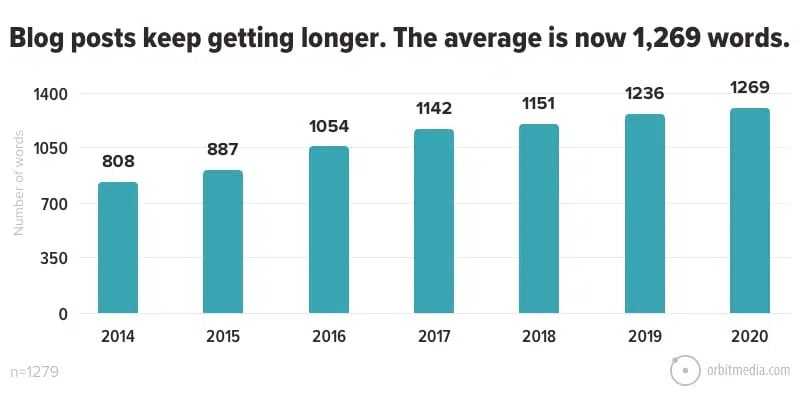 Blog posts keep getting longer. The average is now 1,269 words.
Number of words
1400
1050
700
350
0
808
887
1054
1142
1151
1236
1269
2014 2015 2016 2017 2018 2019 2020
n=1279
orbitmedia.com